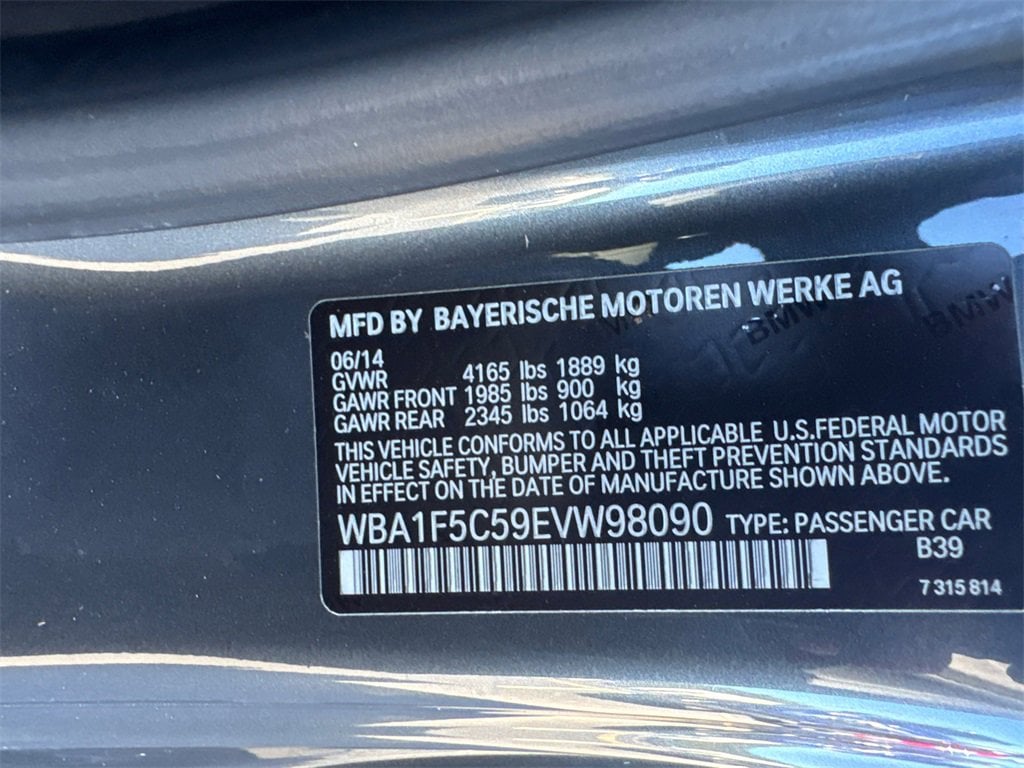 MFD BY BAYERISCHE MOTOREN WERKE AG
06/14
GVWR 4165 lbs 1889 kg
GAWR FRONT 1985 lbs 900 kg
GAWR REAR 2345 lbs 1064 kg
THIS VEHICLE CONFORMS TO ALL APPLICABLE U.S.FEDERAL MOTOR
VEHICLE SAFETY, BUMPER AND THEFT PREVENTION STANDARDS
IN EFFECT ON THE DATE OF MANUFACTURE SHOWN ABOVE.
WBA1F5C59EVW98090 TYPE: PASSENGER CAR
B39
7 315 814
BMW
BMW